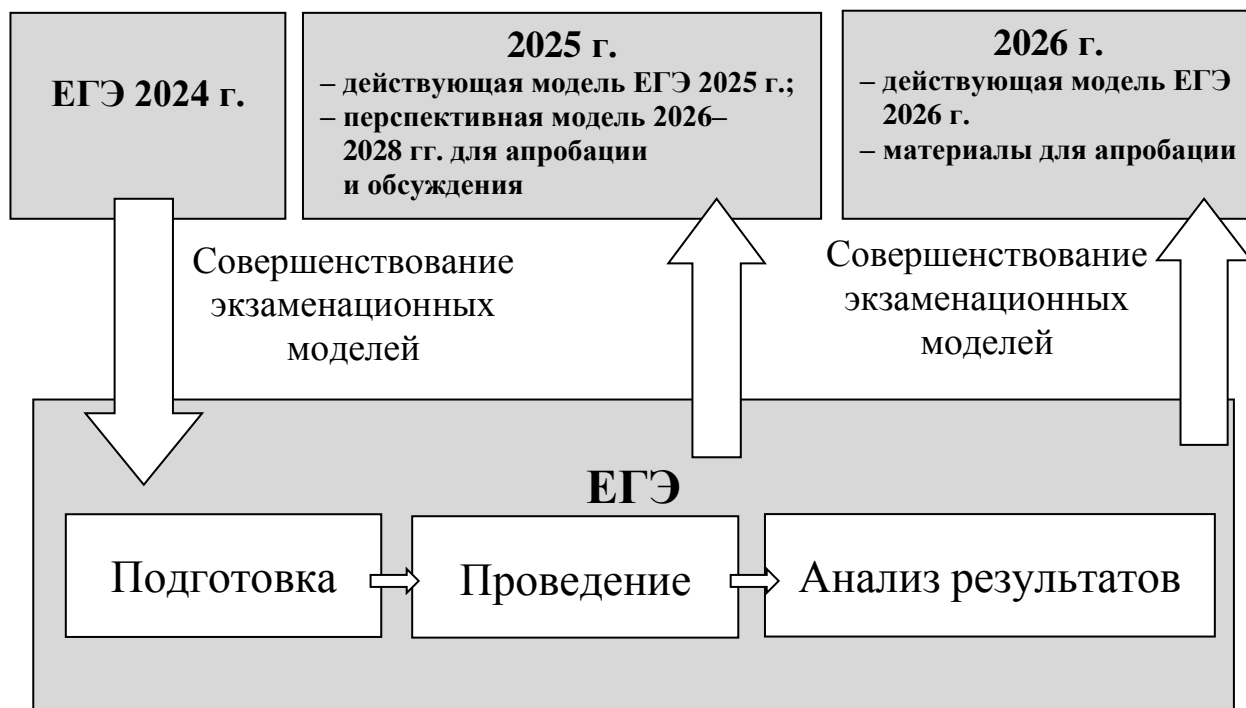 ЕГЭ 2024 г.
2025 г.
– действующая модель ЕГЭ 2025 г.;
– перспективная модель 2026–
2028 гг. для апробации
и обсуждения
2026 г.
– действующая модель ЕГЭ
2026 г.
– материалы для апробации
Совершенствование
экзаменационных
моделей
Совершенствование
экзаменационных
моделей
ЕГЭ
Подготовка
Проведение
Анализ результатов